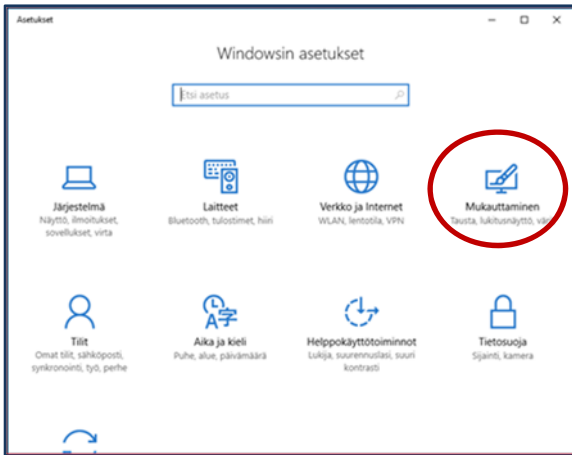 Asetukset
Windowsin asetukset
Etsi asetus
Järjestelmä
Näyttö, ilmoitukset,
sovellukset, virta
Laitteet
Bluetooth, tulostimet, hiiri
Verkko ja Internet
WLAN, lentotila, VPN
Mukauttaminen
Tausta, lukitusnäyttö, värit
Tilit
Omat tilit, sähköposti,
synkronointi, työ, perhe
Aika ja kieli
Puhe, alue, päivämäärä
Helppokäyttötoiminnot
Lukija, suurennuslasi, suuri
kontrasti
Tietosuoja
Sijainti, kamera